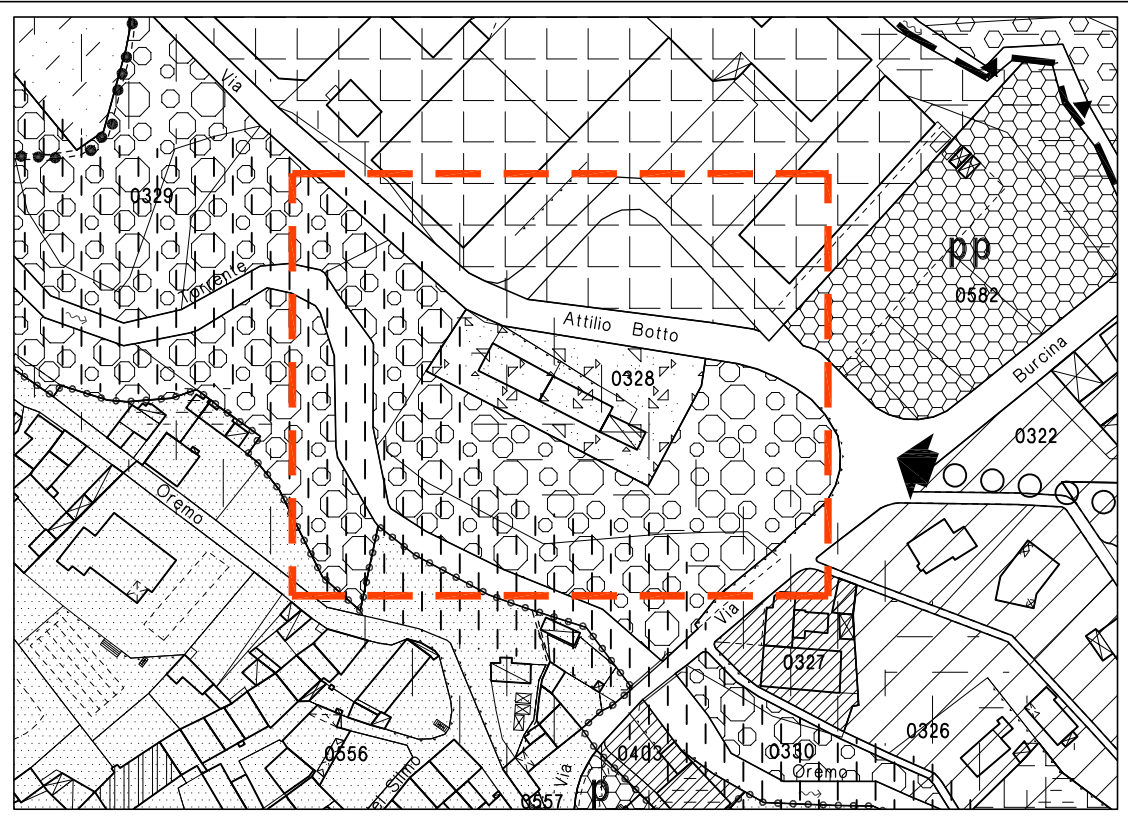 Via
0329
Torrente
pp
0582
Attilio Botto
Burcina
0328
0322
Oremo
Via
0327
0326
0556
0403
0330
Oremo
Via
p
0557